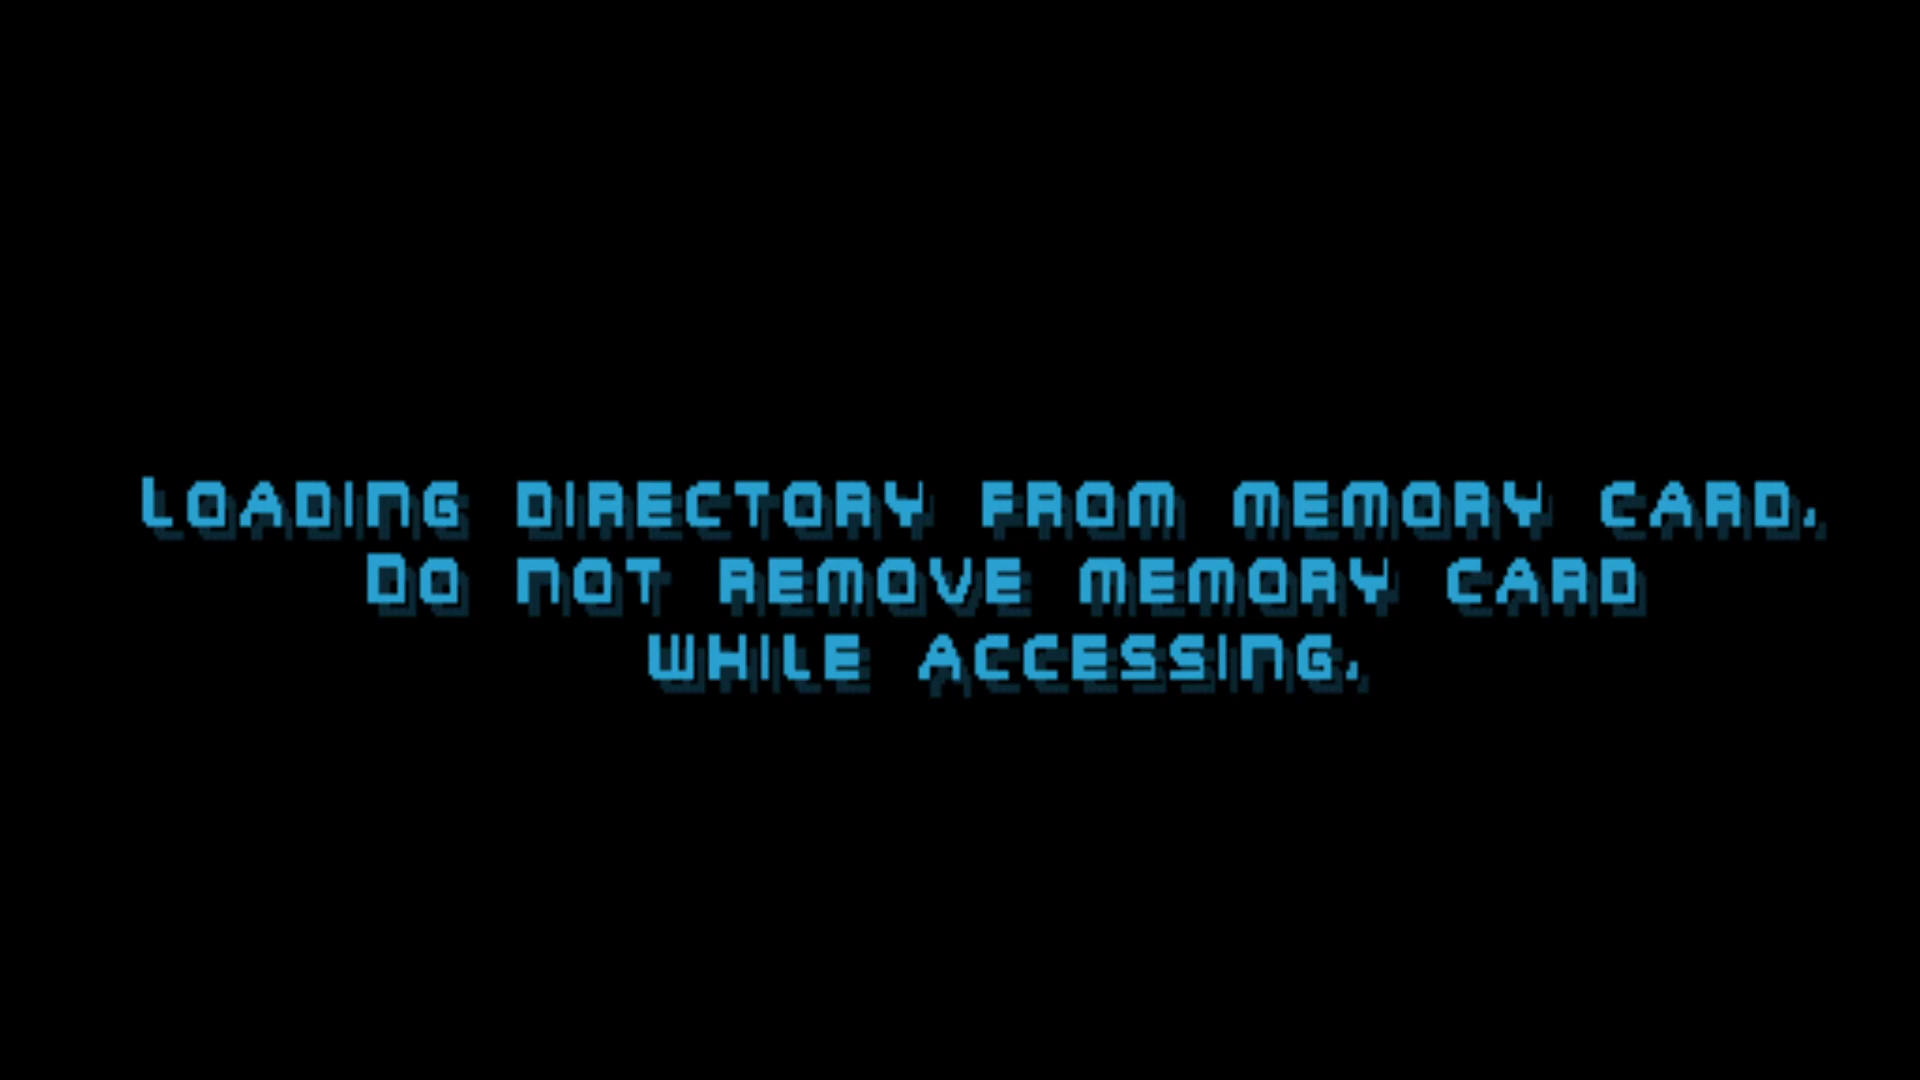 Loading directory from memory card.
Do not remove memory card
while accessing.